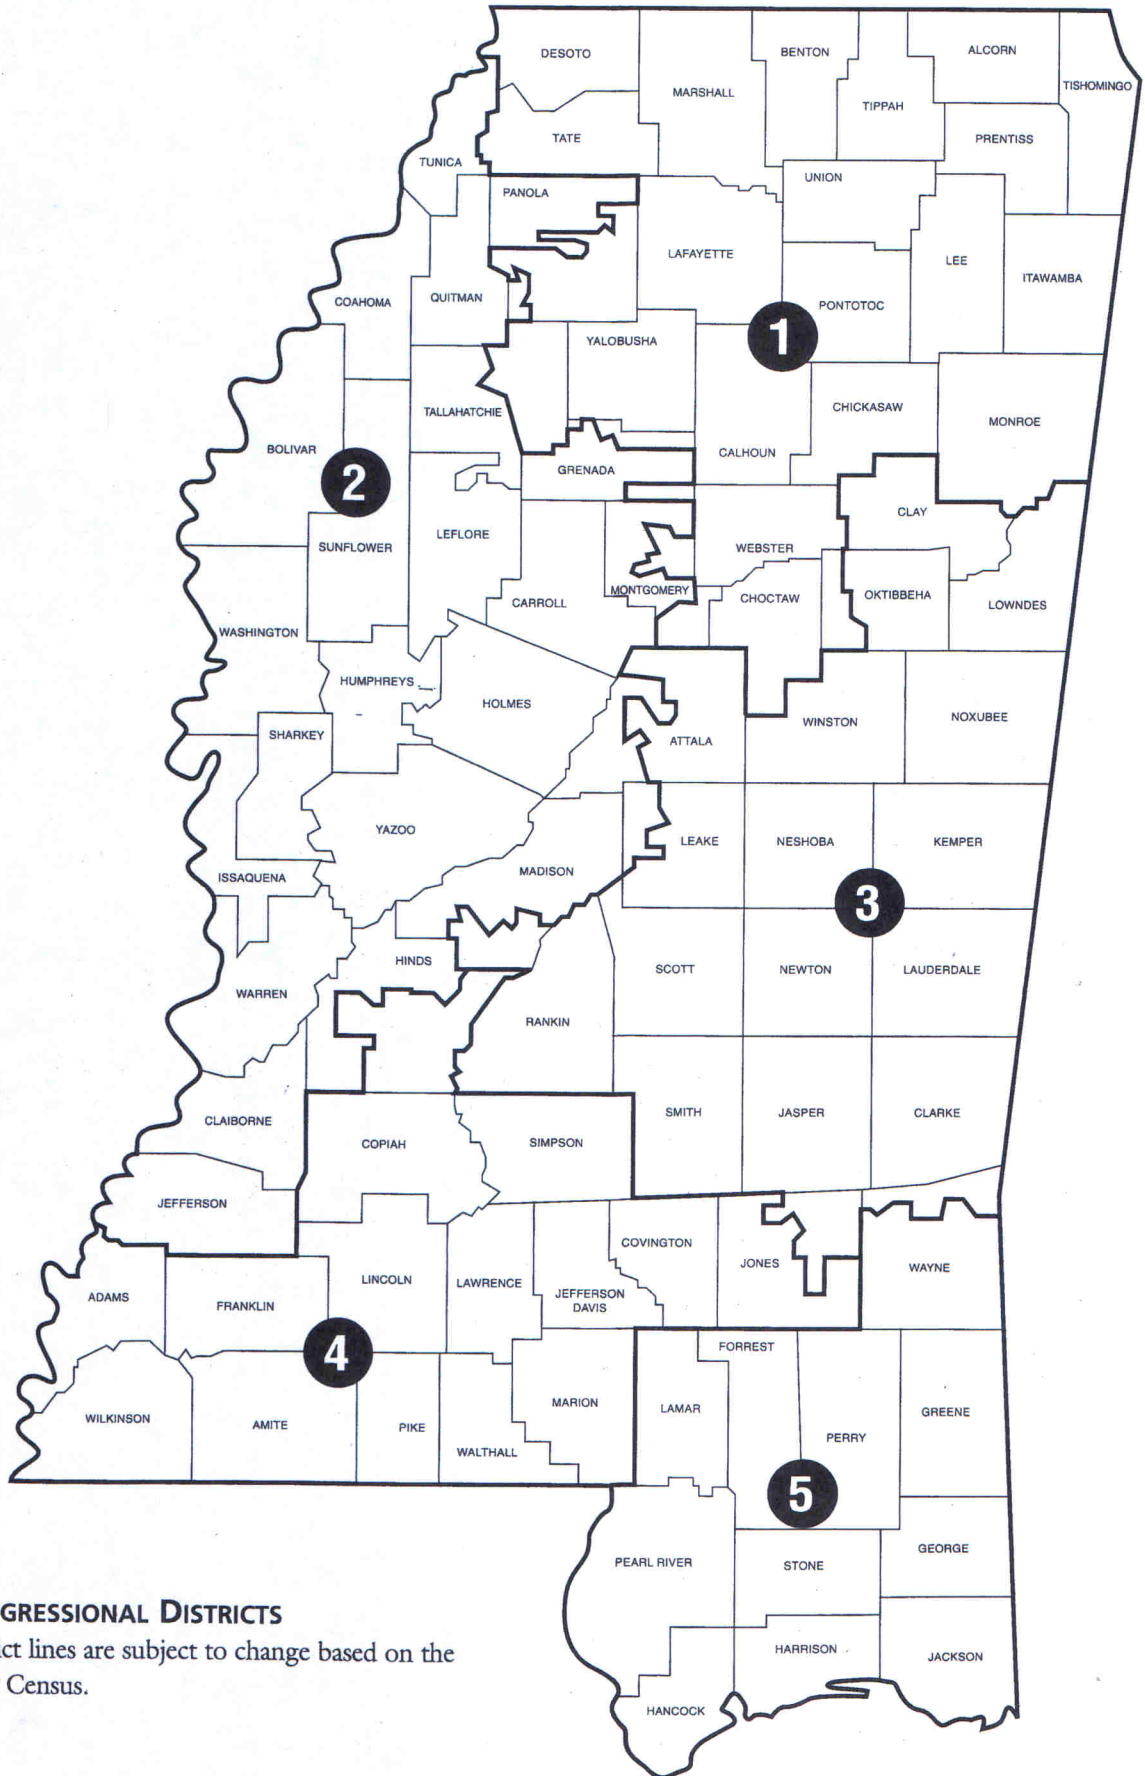 DESOTO
BENTON
ALCORN
TISHOMINGO
MARSHALL
TIPPAH
TATE
PRENTISS
TUNICA
UNION
PANOLA
LAFAYETTE
LEE
ITAWAMBA
COAHOMA
QUITMAN
PONTOTOC
1
YALOBUSHA
TALLAHATCHIE
CHICKASAW
MONROE
BOLIVAR
CALHOUN
GRENADA
2
CLAY
LEFLORE
SUNFLOWER
WEBSTER
MONTGOMERY
CARROLL
CHOCTAW
OKTIBBEHA
LOWNDES
WASHINGTON
HUMPHREYS
HOLMES
WINSTON
NOXUBEE
SHARKEY
ATTALA
YAZOO
LEAKE
NESHOBA
KEMPER
MADISON
ISSAQUENA
3
HINDS
SCOTT
NEWTON
LAUDERDALE
WARREN
RANKIN
CLAIBORNE
SMITH
JASPER
CLARKE
COPIAH
SIMPSON
JEFFERSON
COVINGTON
JONES
WAYNE
LINCOLN
LAWRENCE
JEFFERSON
DAVIS
ADAMS
FRANKLIN
4
FORREST
MARION
LAMAR
GREENE
WILKINSON
AMITE
PIKE
WALTHALL
PERRY
5
GEORGE
PEARL RIVER
STONE
HARRISON
JACKSON
HANCOCK
GRESSIONAL DISTRICTS
ct lines are subject to change based on the
Census.